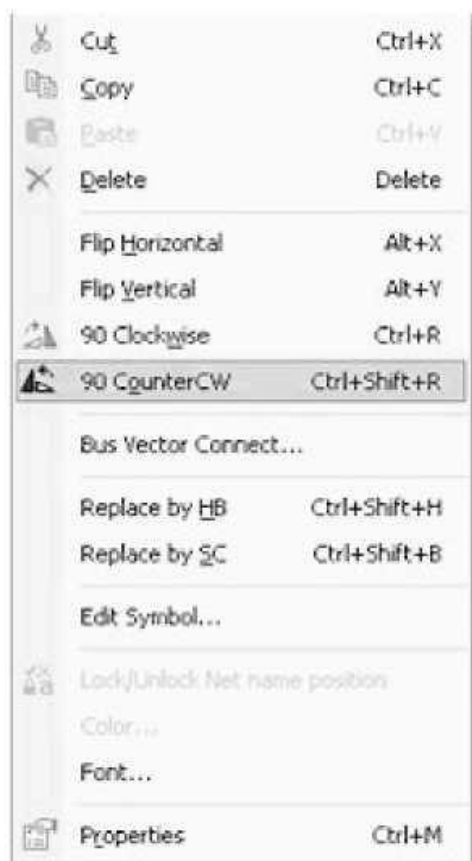 Cut Ctrl+X
Copy Ctrl+C
Paste Ctrl+V
Delete Delete
Flip Horizontal Alt+X
Flip Vertical Alt+Y
90 Clockwise Ctrl+R
90 CounterCW Ctrl+Shift+R
Bus Vector Connect...
Replace by HB Ctrl+Shift+H
Replace by SC Ctrl+Shift+B
Edit Symbol...
Lock/Unlock Net name position
Color...
Font...
Properties Ctrl+M